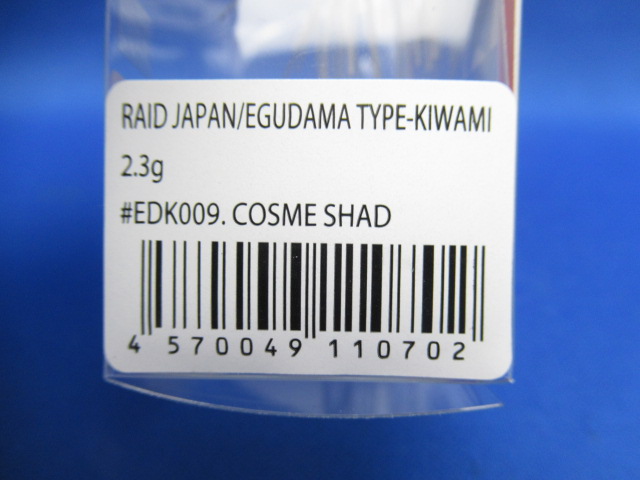 RAID JAPAN/EGUDAMA TYPE-KIWAMI
2.3g
#EDK009. COSME SHAD
4 570049 110702